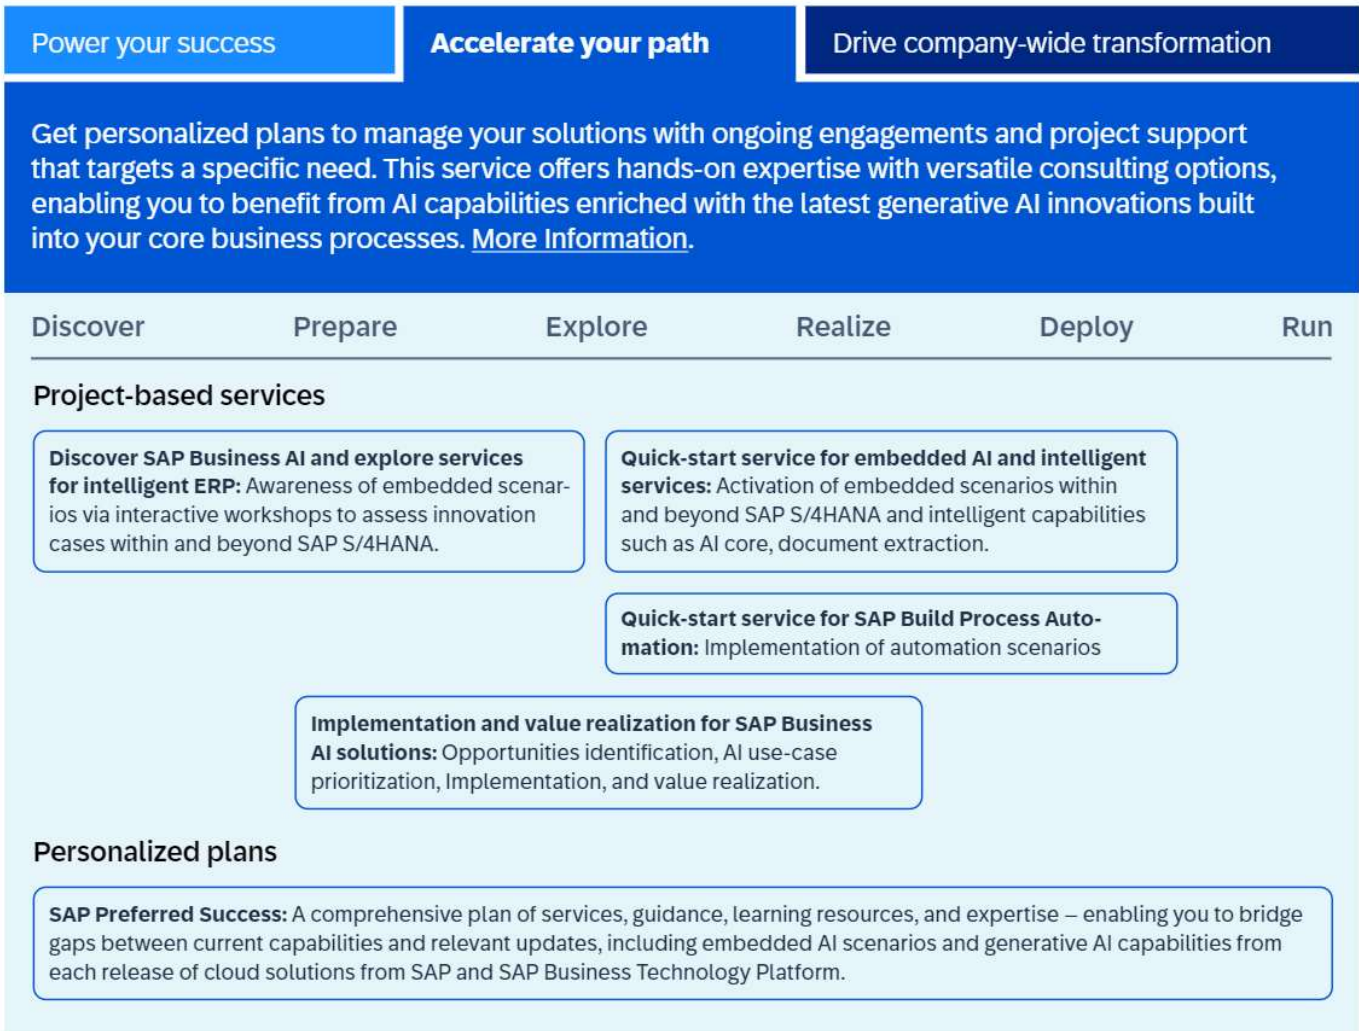 Power your success
Accelerate your path
Drive company-wide transformation
Get personalized plans to manage your solutions with ongoing engagements and project support
that targets a specific need. This service offers hands-on expertise with versatile consulting options,
enabling you to benefit from AI capabilities enriched with the latest generative AI innovations built
into your core business processes. More Information.
Discover
Prepare
Explore
Realize
Deploy
Run
Project-based services
Discover SAP Business AI and explore services
for intelligent ERP: Awareness of embedded scenar-
ios via interactive workshops to assess innovation
cases within and beyond SAP S/4HANA.
Quick-start service for embedded AI and intelligent
services: Activation of embedded scenarios within
and beyond SAP S/4HANA and intelligent capabilities
such as AI core, document extraction.
Quick-start service for SAP Build Process Auto-
mation: Implementation of automation scenarios
Implementation and value realization for SAP Business
AI solutions: Opportunities identification, AI use-case
prioritization, Implementation, and value realization.
Personalized plans
SAP Preferred Success: A comprehensive plan of services, guidance, learning resources, and expertise – enabling you to bridge
gaps between current capabilities and relevant updates, including embedded AI scenarios and generative AI capabilities from
each release of cloud solutions from SAP and SAP Business Technology Platform.